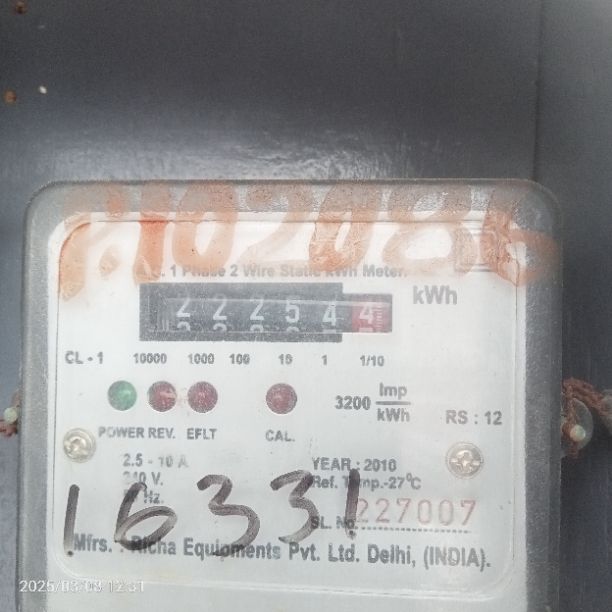 A102086
A.C. 1 Phase 2 Wire Static kWh Meter.
2 2 2 5 4 4 kWh
CL - 1 10000 1000 100 10 1 1/10
3200 Imp/kWh RS : 12
POWER REV. EFLT CAL.
2.5 - 10 A YEAR : 2010
240 V. Ref. Temp.-27°C
Hz.
16331
SL. No. 227007
Mfrs. : Richa Equipments Pvt. Ltd. Delhi, (INDIA).
2025/03/08 12:31